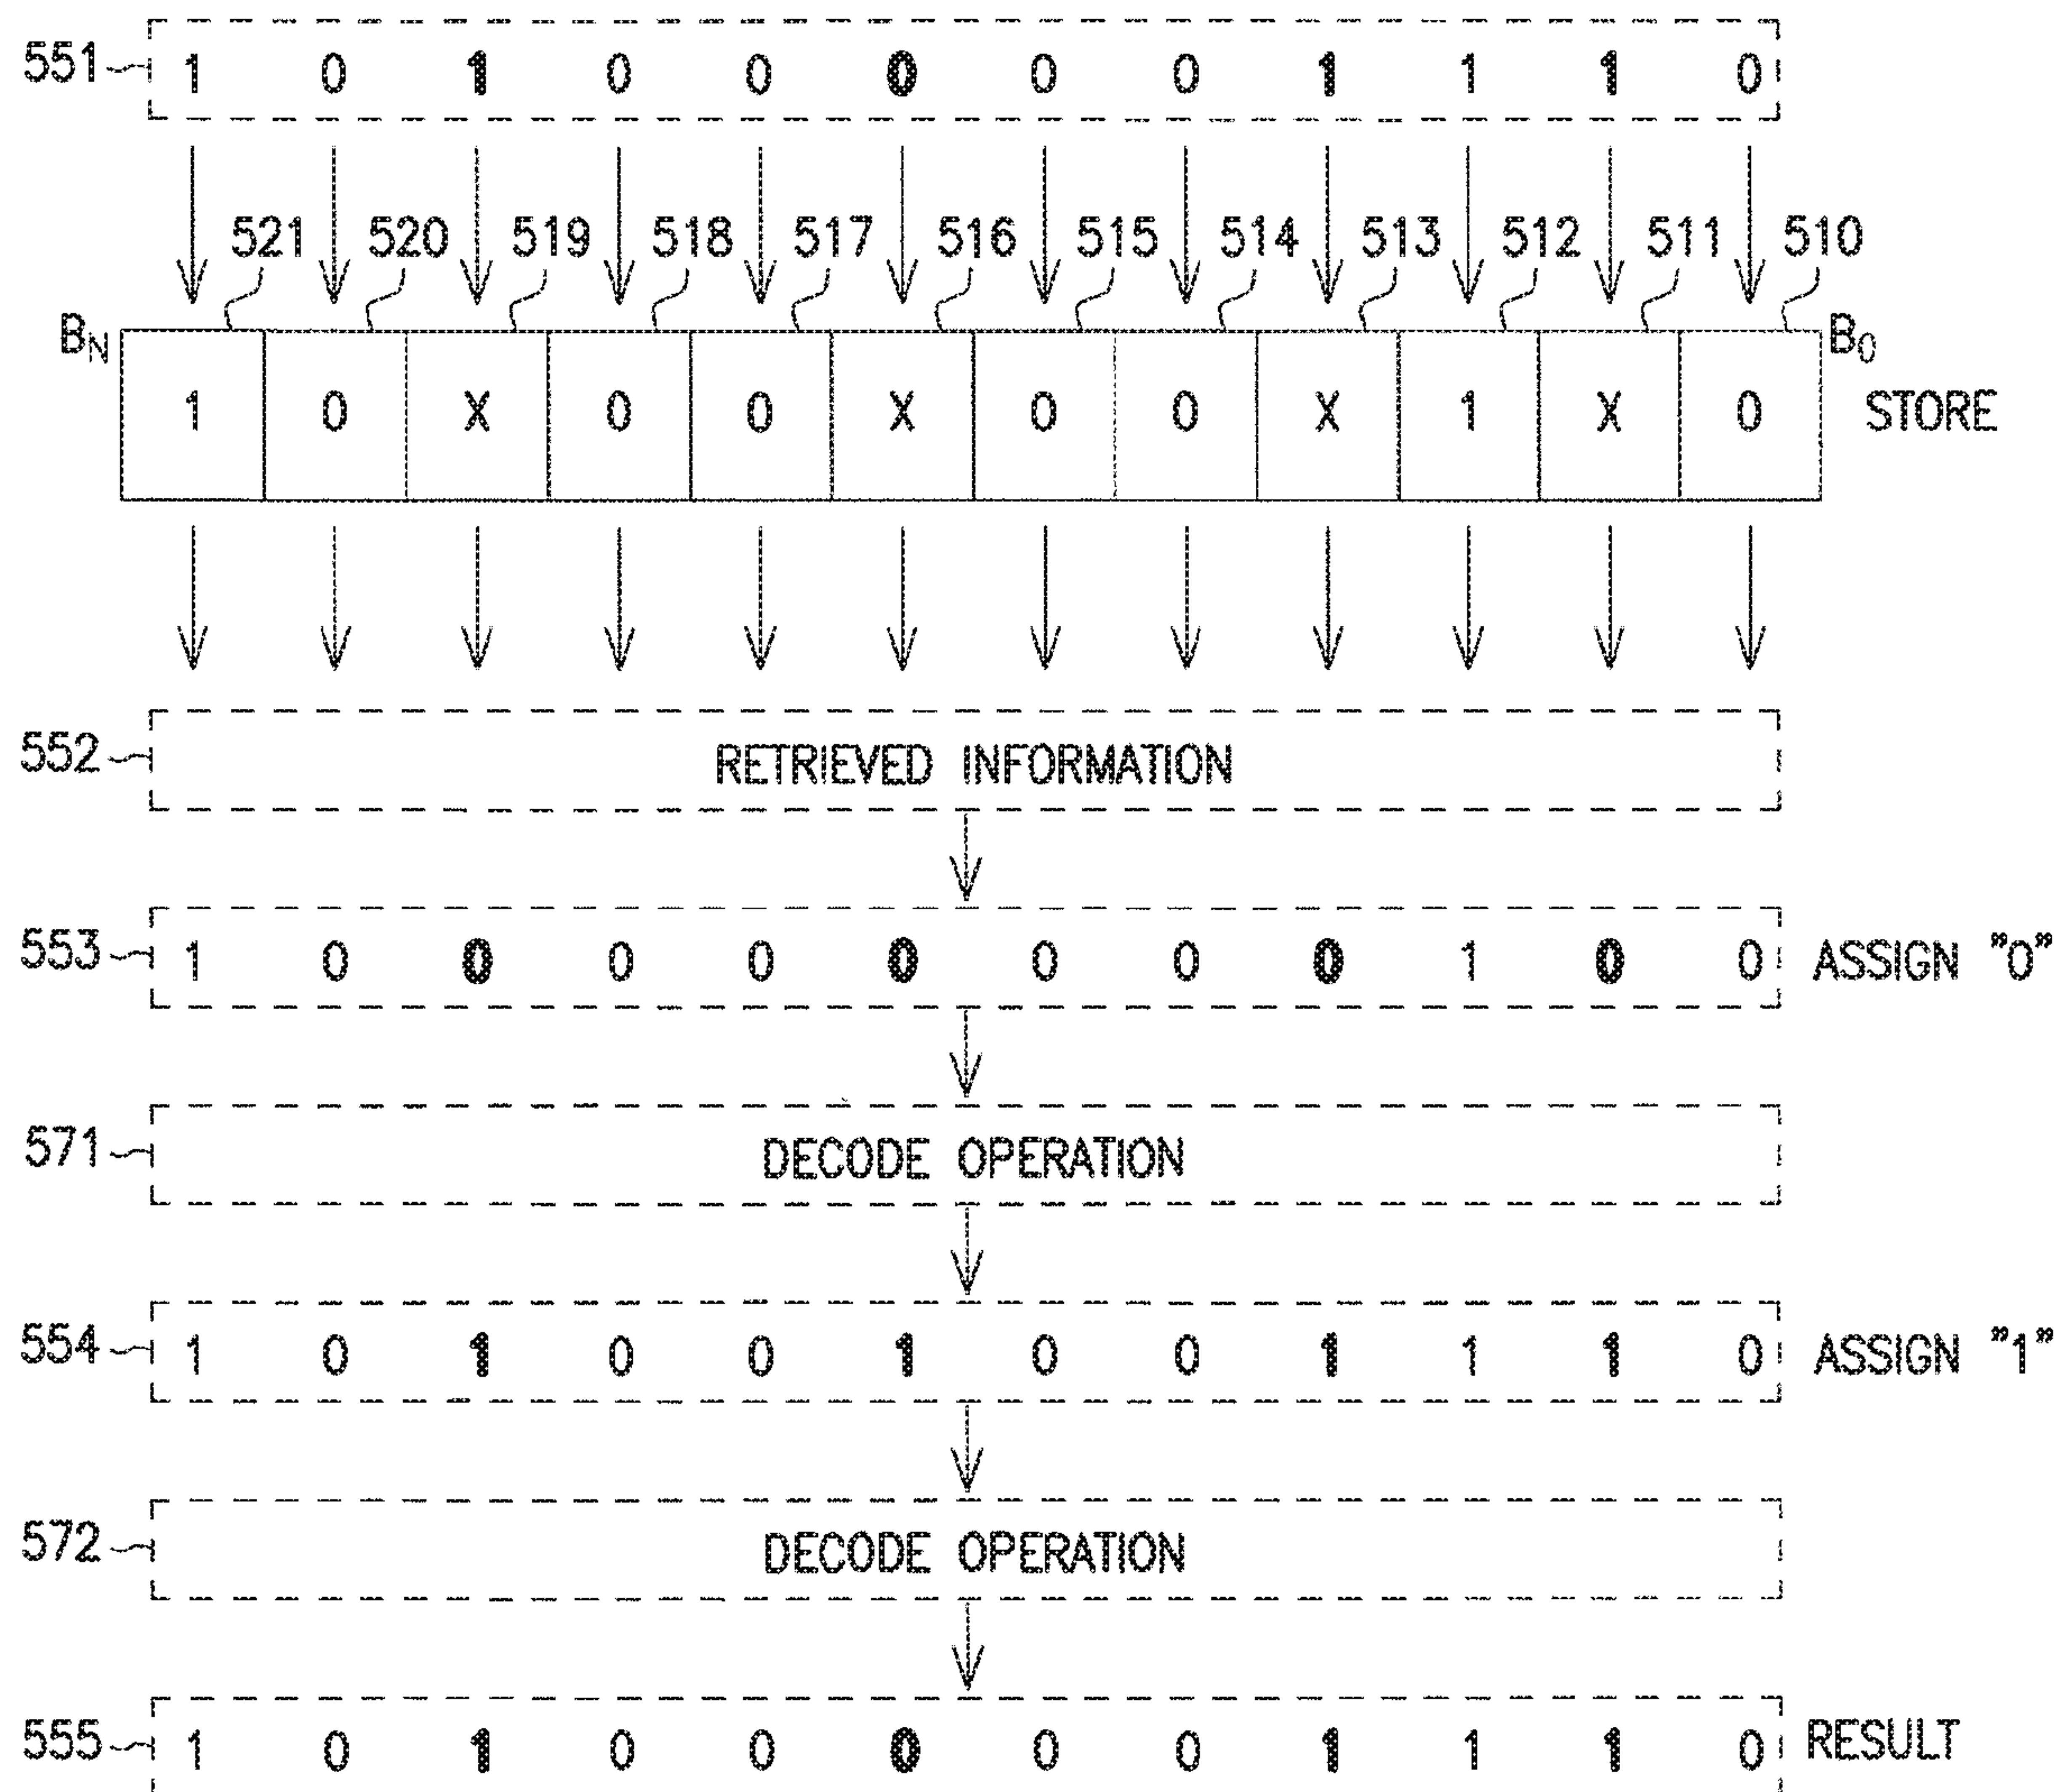 551 1 0 1 0 0 0 0 0 1 1 1 0
521 520 519 518 517 516 515 514 513 512 511 510
BN B0
1 0 X 0 0 X 0 0 X 1 X 0 STORE
552 RETRIEVED INFORMATION
553 1 0 0 0 0 0 0 0 0 1 0 0 ASSIGN "0"
571 DECODE OPERATION
554 1 0 1 0 0 1 0 0 1 1 1 0 ASSIGN "1"
572 DECODE OPERATION
555 1 0 1 0 0 0 0 0 1 1 1 0 RESULT